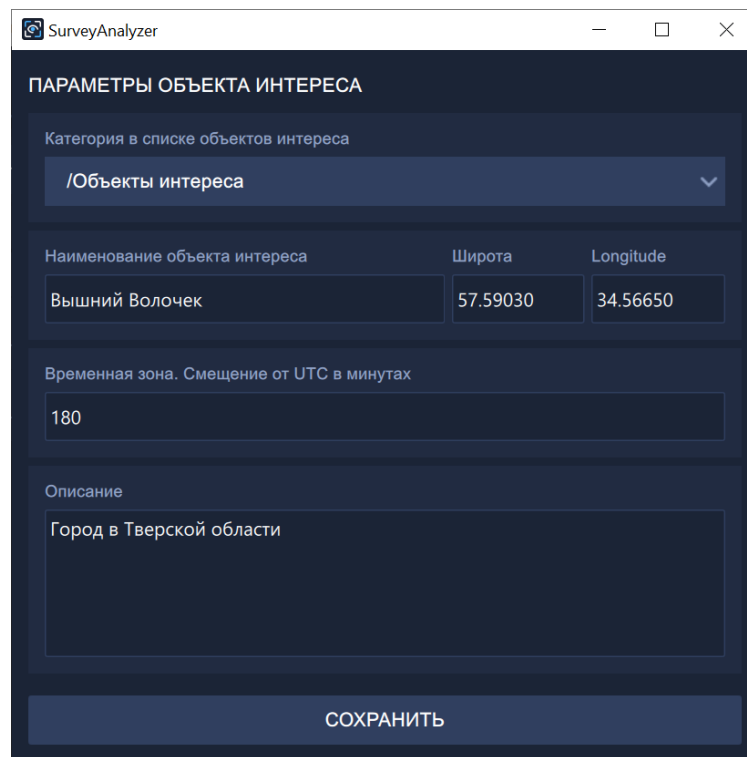 SurveyAnalyzer
ПАРАМЕТРЫ ОБЪЕКТА ИНТЕРЕСА
Категория в списке объектов интереса
/Объекты интереса
Наименование объекта интереса Широта Longitude
Вышний Волочек 57.59030 34.56650
Временная зона. Смещение от UTC в минутах
180
Описание
Город в Тверской области
СОХРАНИТЬ